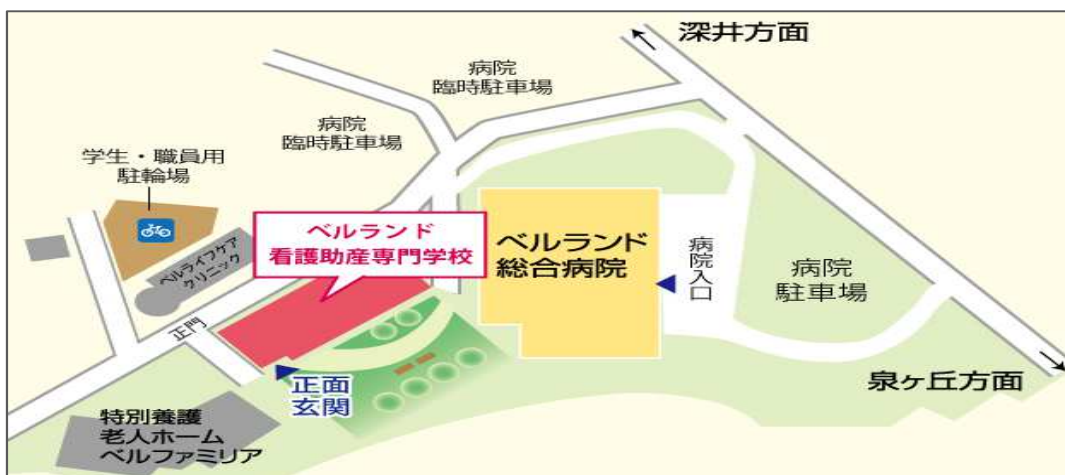 深井方面
病院
臨時駐車場
病院
臨時駐車場
学生・職員用
駐輪場
ベルランド
看護助産専門学校
ベルライフケア
クリニック
ベルランド
総合病院
病院入口
病院
駐車場
正門
正面
玄関
泉ヶ丘方面
特別養護
老人ホーム
ベルファミリア